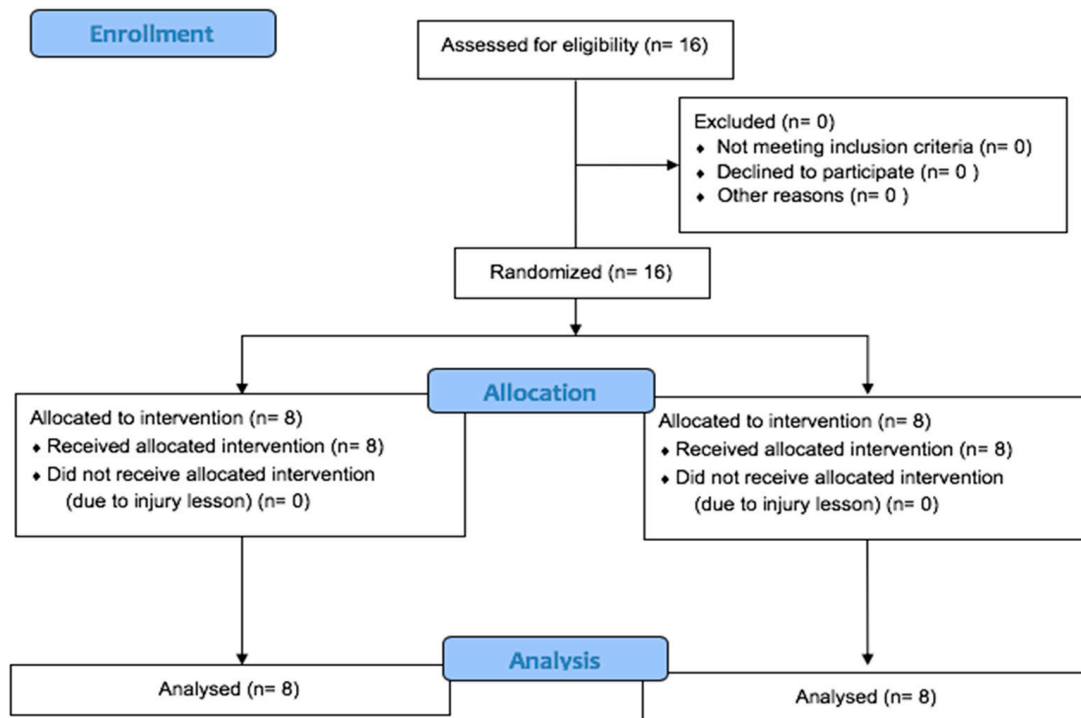 Enrollment
Assessed for eligibility (n= 16)
Excluded (n= 0)
♦ Not meeting inclusion criteria (n= 0)
♦ Declined to participate (n= 0 )
♦ Other reasons (n= 0 )
Randomized (n= 16)
Allocation
Allocated to intervention (n= 8)
♦ Received allocated intervention (n= 8)
♦ Did not receive allocated intervention
(due to injury lesson) (n= 0)
Allocated to intervention (n= 8)
♦ Received allocated intervention (n= 8)
♦ Did not receive allocated intervention
(due to injury lesson) (n= 0)
Analysis
Analysed (n= 8)
Analysed (n= 8)